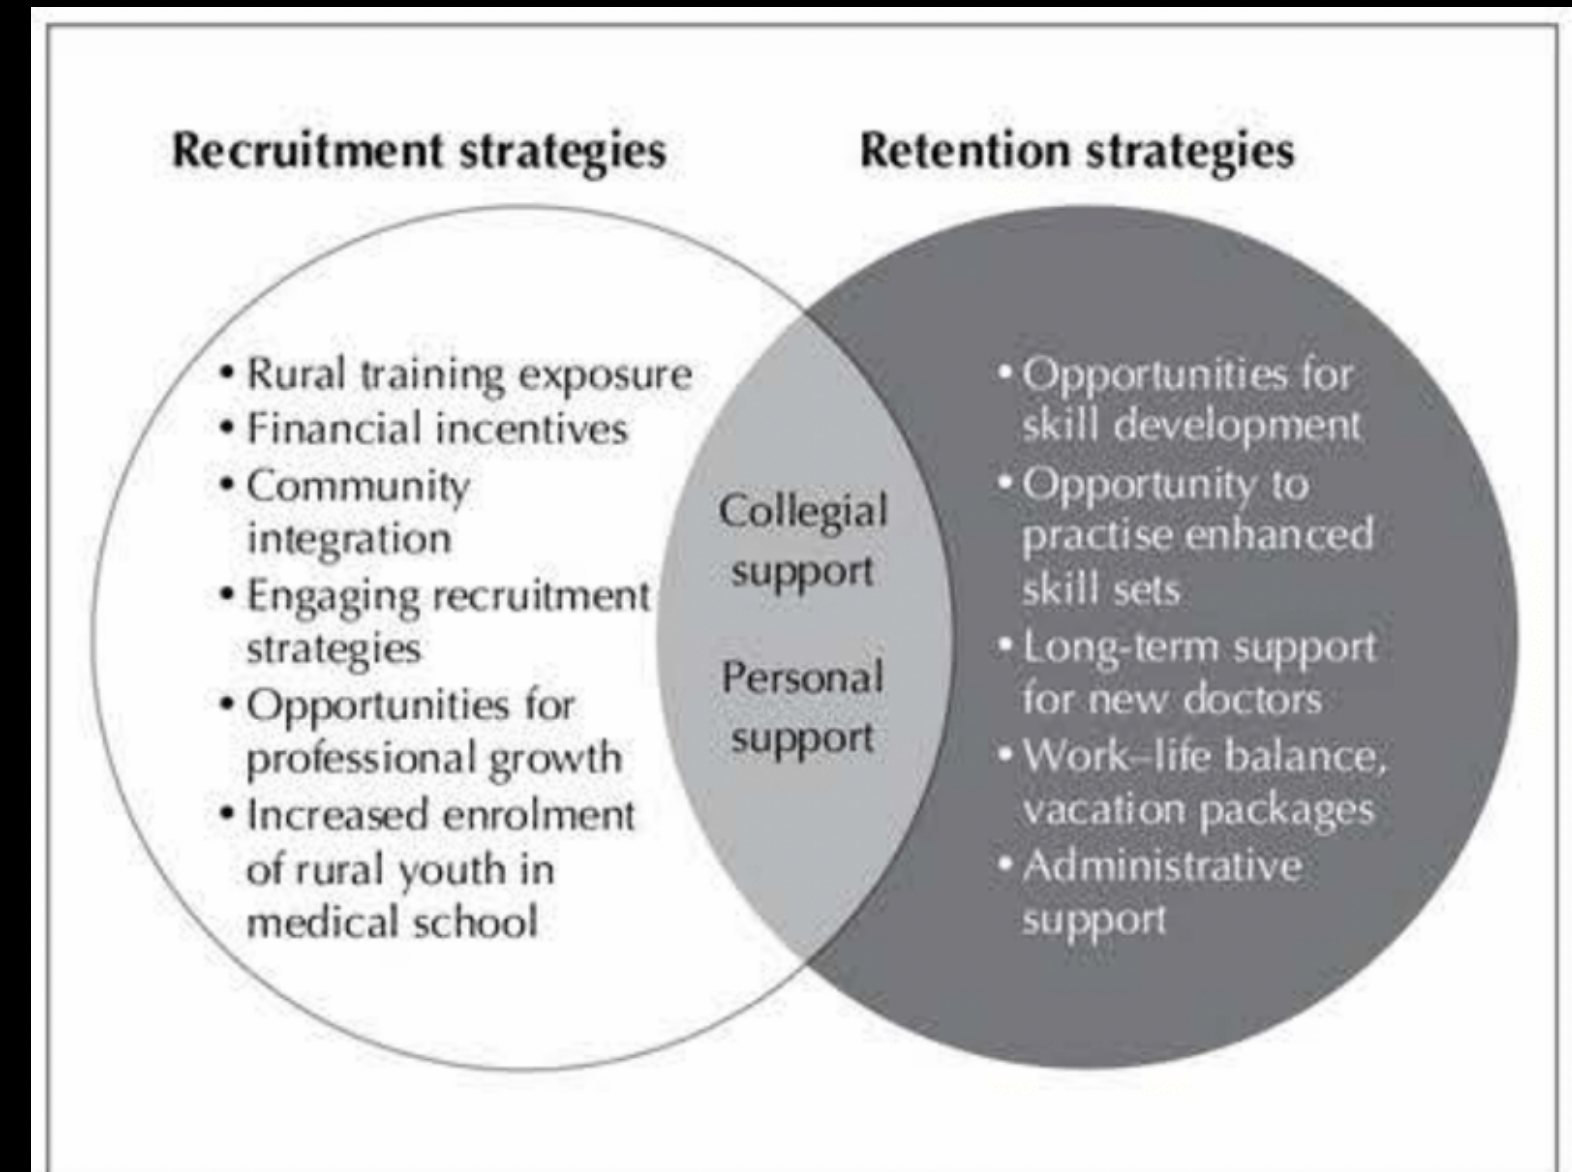 Recruitment strategies
Retention strategies
• Rural training exposure
• Financial incentives
• Community
integration
• Engaging recruitment
strategies
• Opportunities for
professional growth
• Increased enrolment
of rural youth in
medical school
Collegial
support
Personal
support
• Opportunities for
skill development
• Opportunity to
practise enhanced
skill sets
• Long-term support
for new doctors
• Work–life balance,
vacation packages
• Administrative
support